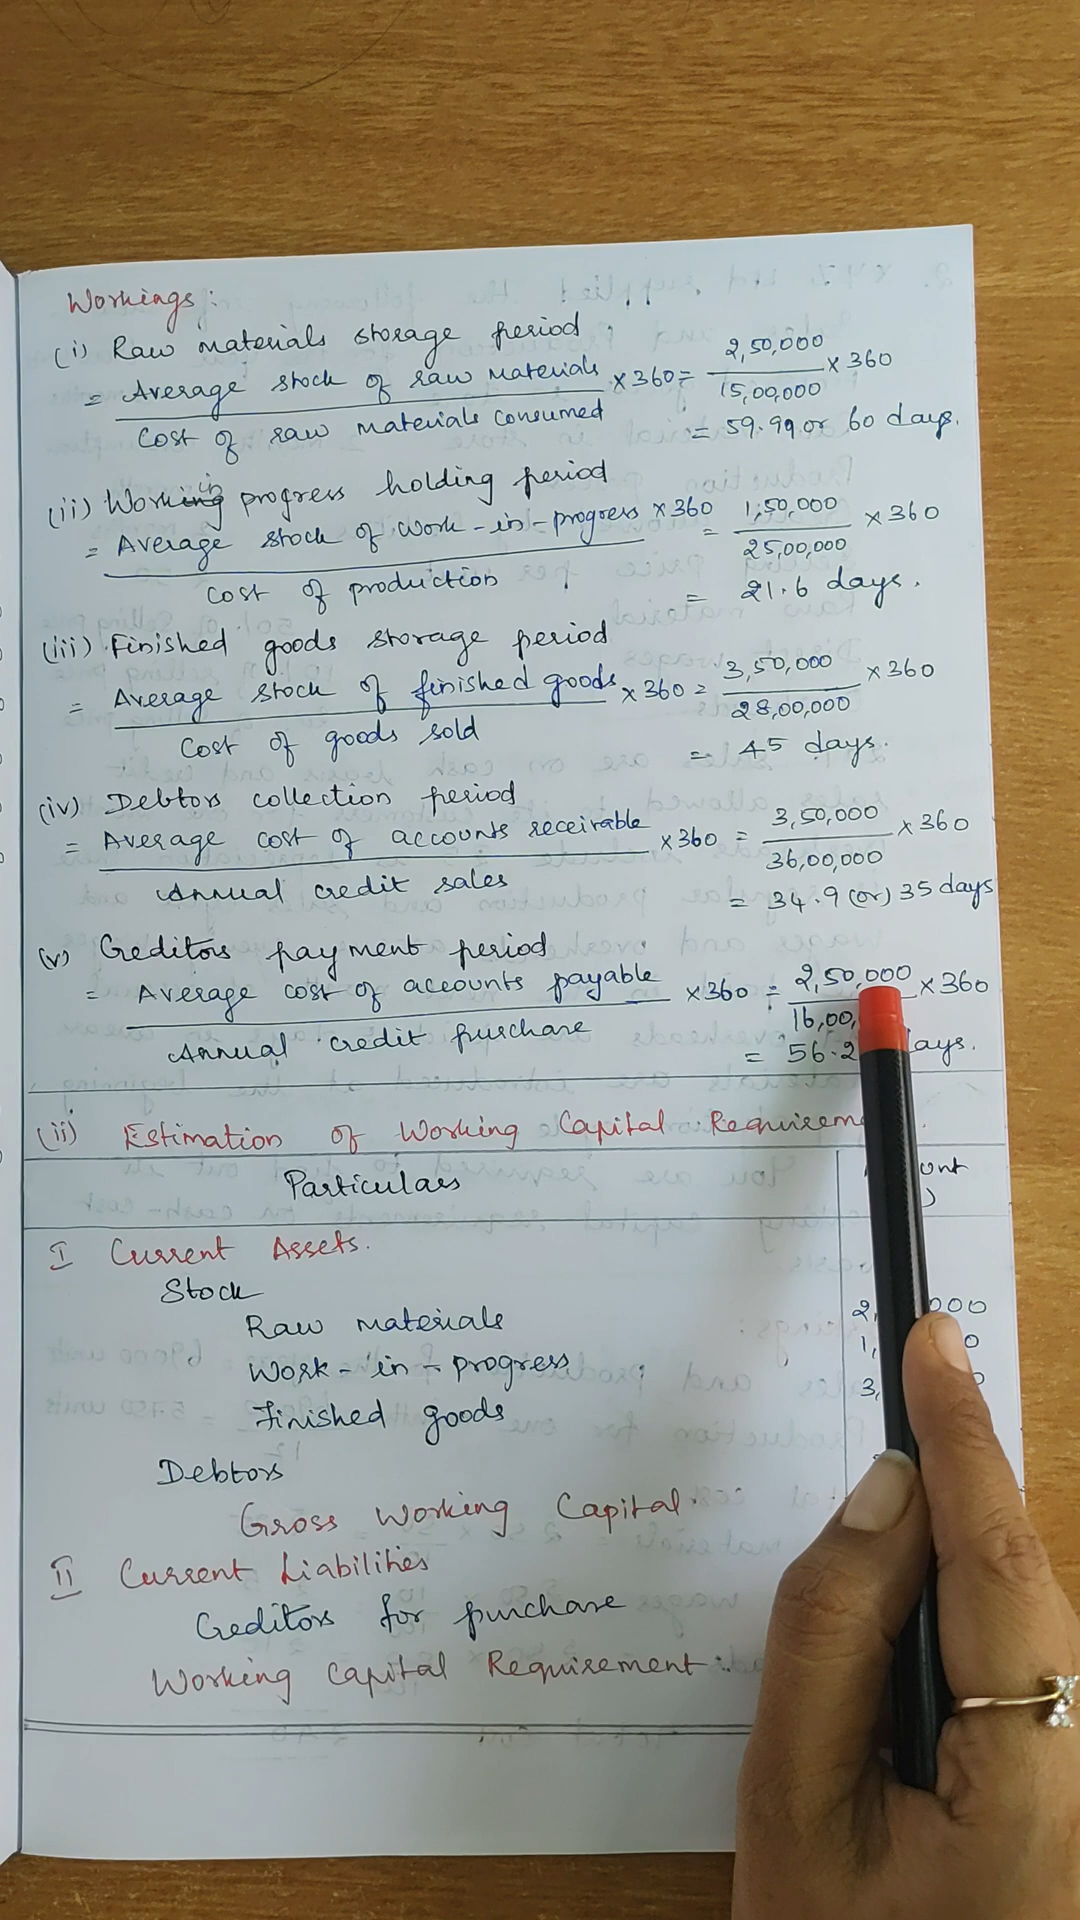 Workings:
(i) Raw materials storage period
= Average stock of raw materials / Cost of raw materials consumed ×360 = 2,50,000 / 15,00,000 ×360
= 59.99 or 60 days.
(ii) Work in progress holding period
= Average stock of work-in-progress / Cost of production ×360 = 1,50,000 / 25,00,000 ×360
= 21.6 days.
(iii) Finished goods storage period
= Average stock of finished goods / Cost of goods sold ×360 = 3,50,000 / 28,00,000 ×360
= 45 days.
(iv) Debtors collection period
= Average cost of accounts receivable / Annual credit sales ×360 = 3,50,000 / 36,00,000 ×360
= 34.9 (or) 35 days
(v) Creditors payment period
= Average cost of accounts payable / Annual credit purchase ×360 = 2,50,000 / 16,00, ×360
= 56.2 days.
(ii) Estimation of Working Capital Requirem
Particulars
I Current Assets.
Stock
Raw materials
Work-in-progress
Finished goods
Debtors
Gross Working Capital.
II Current Liabilities
Creditors for purchase
Working Capital Requirement: